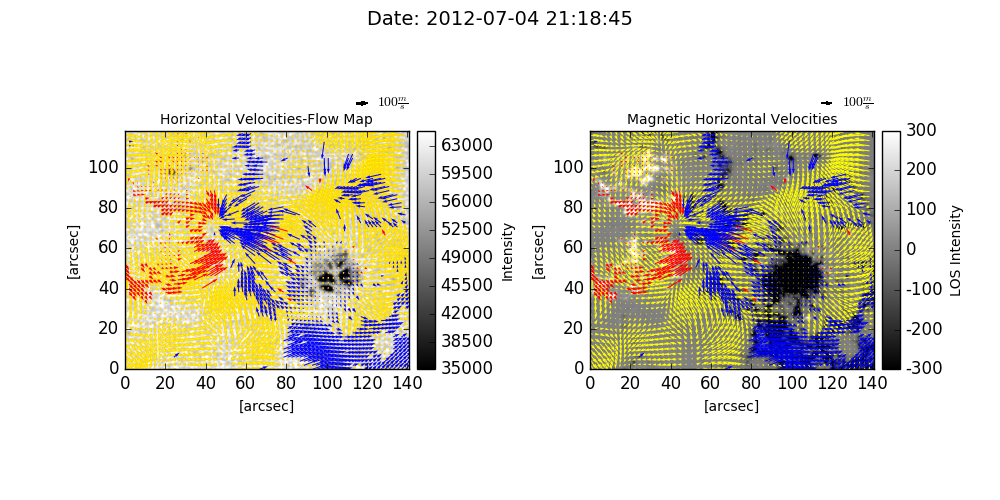 Date: 2012-07-04 21:18:45
100 m/s
100 m/s
Horizontal Velocities-Flow Map
Magnetic Horizontal Velocities
[arcsec]
100
80
60
40
20
0
0 20 40 60 80 100 120 140
[arcsec]
63000
59500
56000
52500
49000
45500
42000
38500
35000
Intensity
[arcsec]
100
80
60
40
20
0
0 20 40 60 80 100 120 140
[arcsec]
300
200
100
0
-100
-200
-300
LOS Intensity